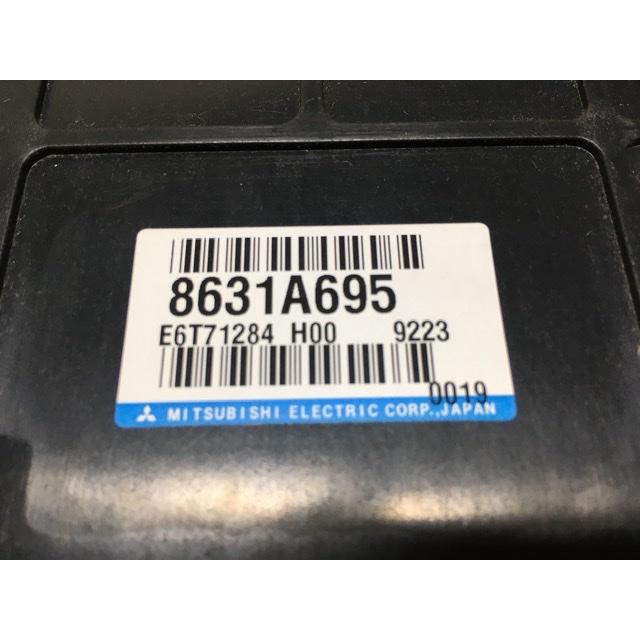 8631A695
E6T71284 H00 9223
0019
MITSUBISHI ELECTRIC CORP., JAPAN